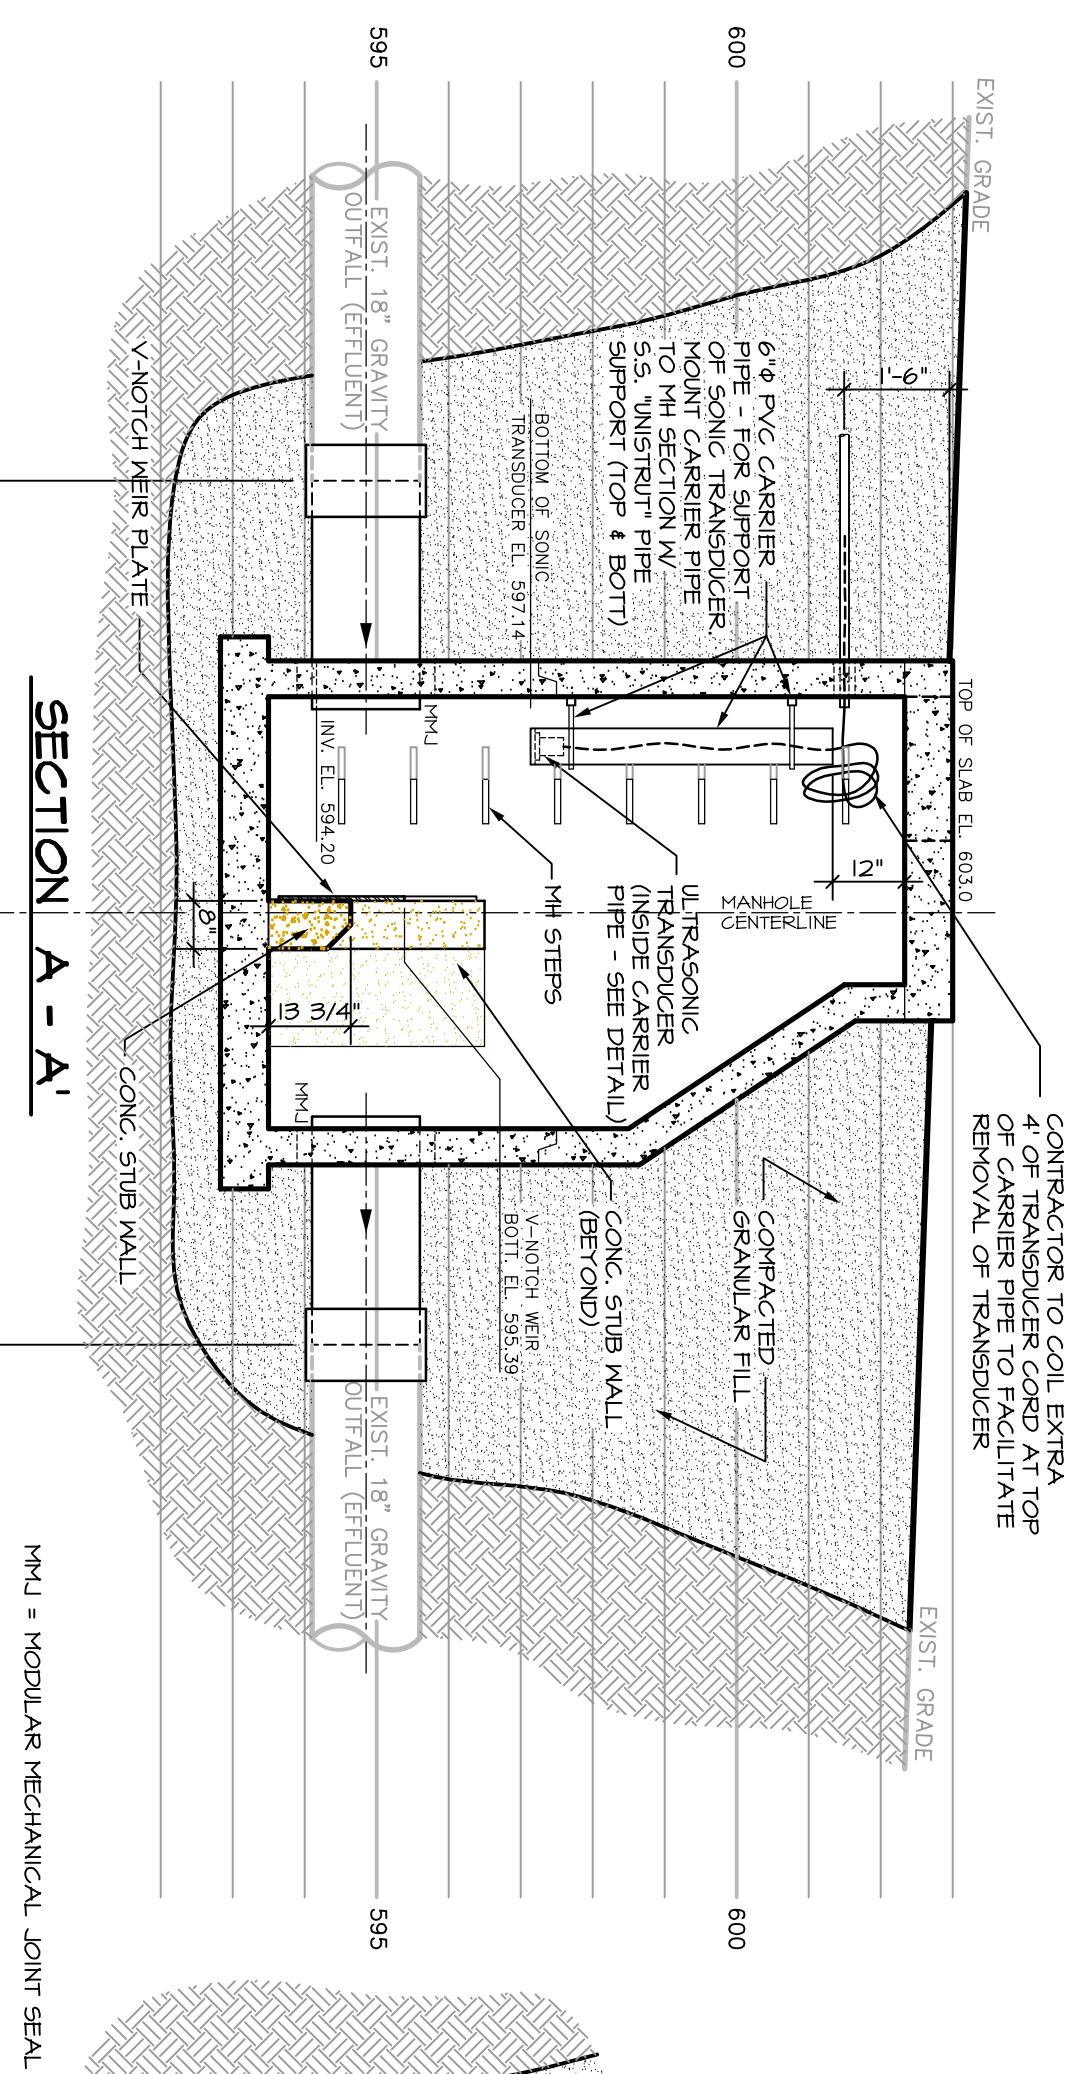 CONTRACTOR TO COIL EXTRA
4' OF TRANSDUCER CORD AT TOP
OF CARRIER PIPE TO FACILITATE
REMOVAL OF TRANSDUCER
EXIST. GRADE
TOP OF SLAB EL. 603.0
EXIST. GRADE
1'-6"
12"
600
600
6"Φ PVC CARRIER
PIPE - FOR SUPPORT
OF SONIC TRANSDUCER.
MOUNT CARRIER PIPE
TO MH SECTION W/
S.S. "UNISTRUT" PIPE
SUPPORT (TOP & BOTT)
MANHOLE
CENTERLINE
COMPACTED
GRANULAR FILL
ULTRASONIC
TRANSDUCER
(INSIDE CARRIER
PIPE - SEE DETAIL)
CONC. STUB WALL
(BEYOND)
BOTTOM OF SONIC
TRANSDUCER EL 597.14
MH STEPS
V-NOTCH WEIR
BOTT. EL 595.39
MMJ
595
595
EXIST. 18" GRAVITY
OUTFALL (EFFLUENT)
INV. EL. 594.20
13 3/4"
MMJ
EXIST. 18" GRAVITY
OUTFALL (EFFLUENT)
8"
V-NOTCH WEIR PLATE
CONC. STUB WALL
SECTION A - A'
MMJ = MODULAR MECHANICAL JOINT SEAL